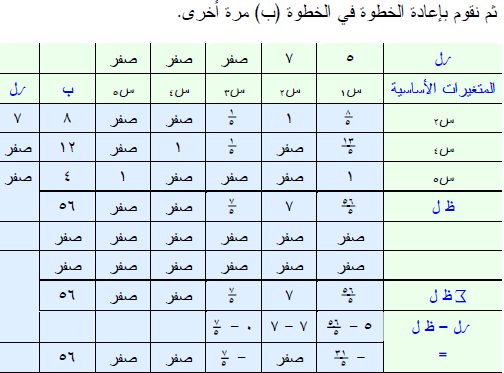 ثم نقوم بإعادة الخطوة في الخطوة (ب) مرة أخرى.
رل ٥ ٧ صفر صفر صفر
المتغيرات الأساسية س١ س٢ س٣ س٤ س٥ ب رل
س٢ ٨/٥ ١ ١/٥ صفر صفر ٨ ٧
س٤ ١٣/٥ صفر ١/٥ ١ صفر ١٢ صفر
س٥ ١ صفر صفر صفر ١ ٤ صفر
ظ ل ٥٦/٥ ٧ ٧/٥ صفر صفر ٥٦
صفر صفر صفر صفر صفر صفر
صفر صفر صفر صفر صفر صفر
∑ ظ ل ٥٦/٥ ٧ ٧/٥ صفر صفر ٥٦
رل – ظ ل ٥ – ٥٦/٥ ٧ – ٧ ٠ – ٧/٥
= – ٣١/٥ صفر – ٧/٥ صفر صفر ٥٦